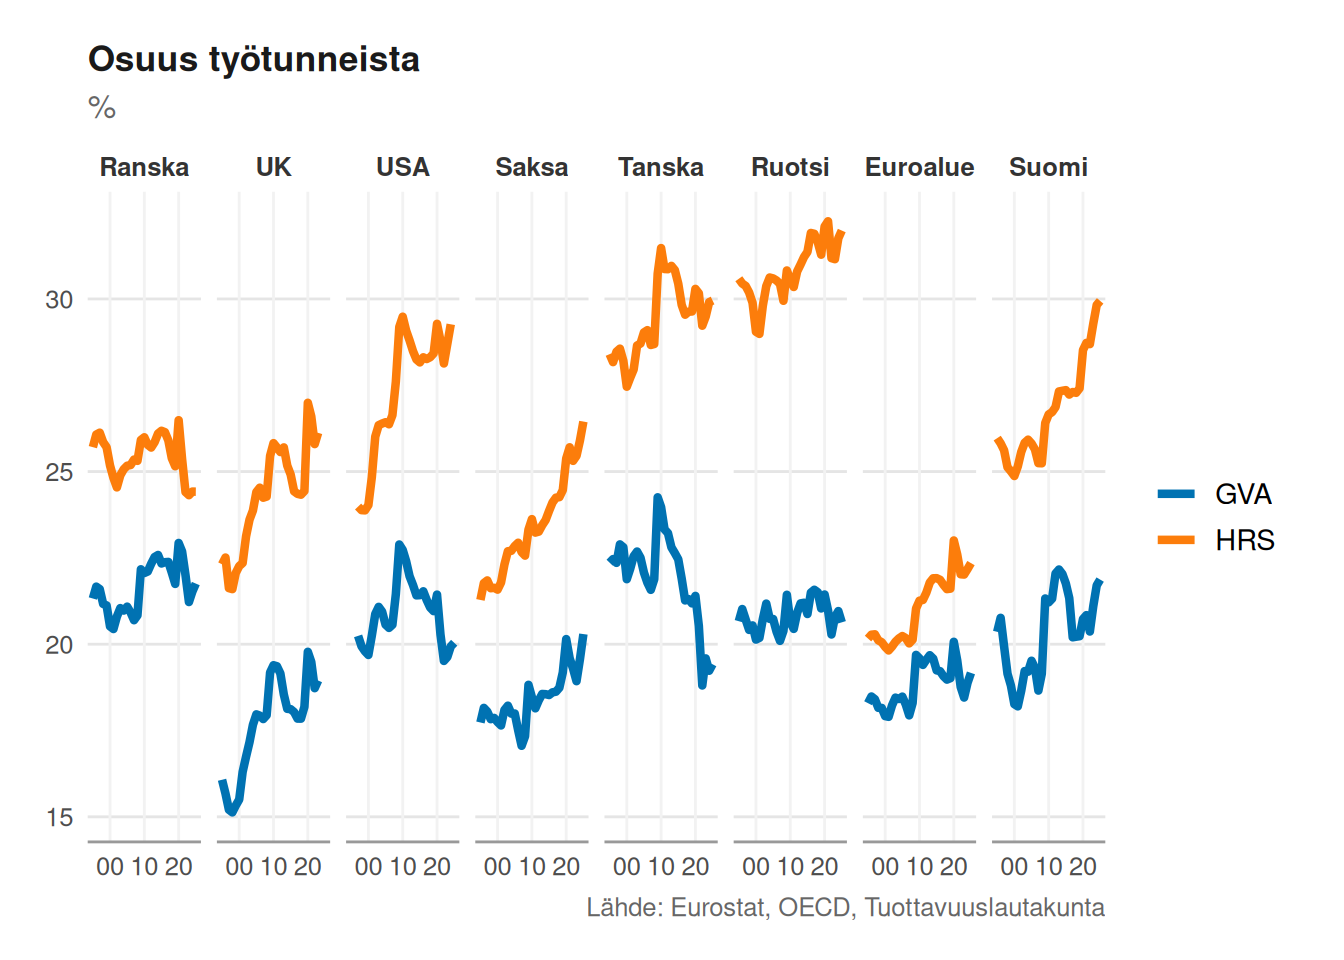 Osuus työtunneista
%
Ranska UK USA Saksa Tanska Ruotsi Euroalue Suomi
30
25
20
15
GVA
HRS
00 10 20 00 10 20 00 10 20 00 10 20 00 10 20 00 10 20 00 10 20 00 10 20
Lähde: Eurostat, OECD, Tuottavuuslautakunta